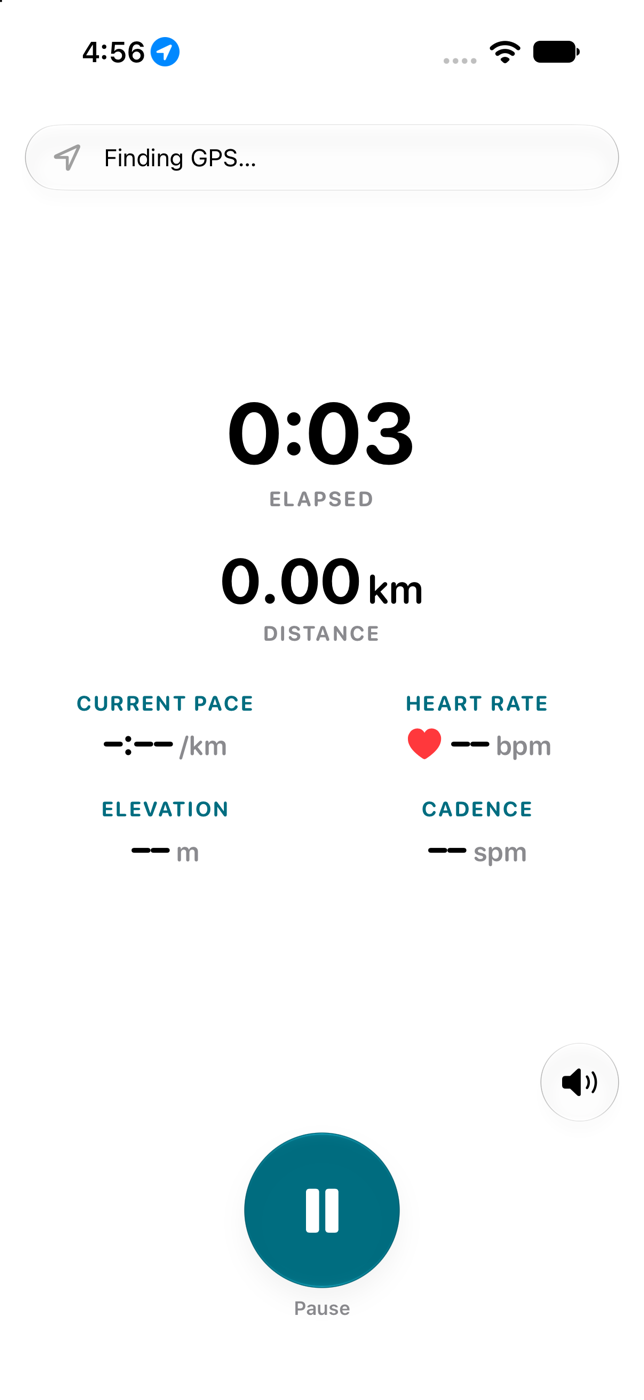 4:56
Finding GPS...
0:03
ELAPSED
0.00 km
DISTANCE
CURRENT PACE
HEART RATE
–:–– /km
–– bpm
ELEVATION
CADENCE
–– m
–– spm
Pause